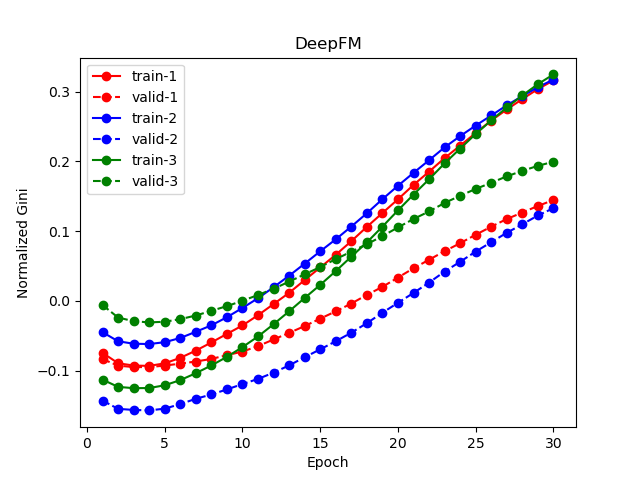 DeepFM
train-1
valid-1
train-2
valid-2
train-3
valid-3
Normalized Gini
0.3
0.2
0.1
0.0
−0.1
0
5
10
15
20
25
30
Epoch